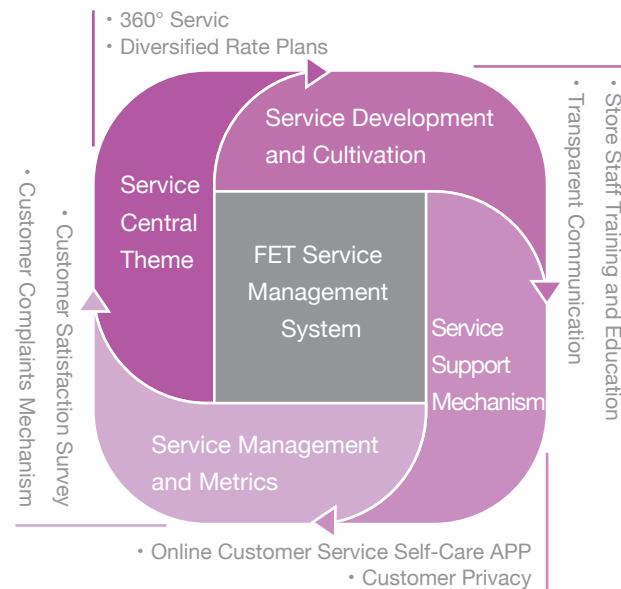 • 360° Servic
• Diversified Rate Plans
Service Development
and Cultivation
• Store Staff Training and Education
• Transparent Communication
Service
Central
Theme
FET Service
Management
System
Service
Support
Mechanism
• Customer Satisfaction Survey
• Customer Complaints Mechanism
Service Management
and Metrics
• Online Customer Service Self-Care APP
• Customer Privacy